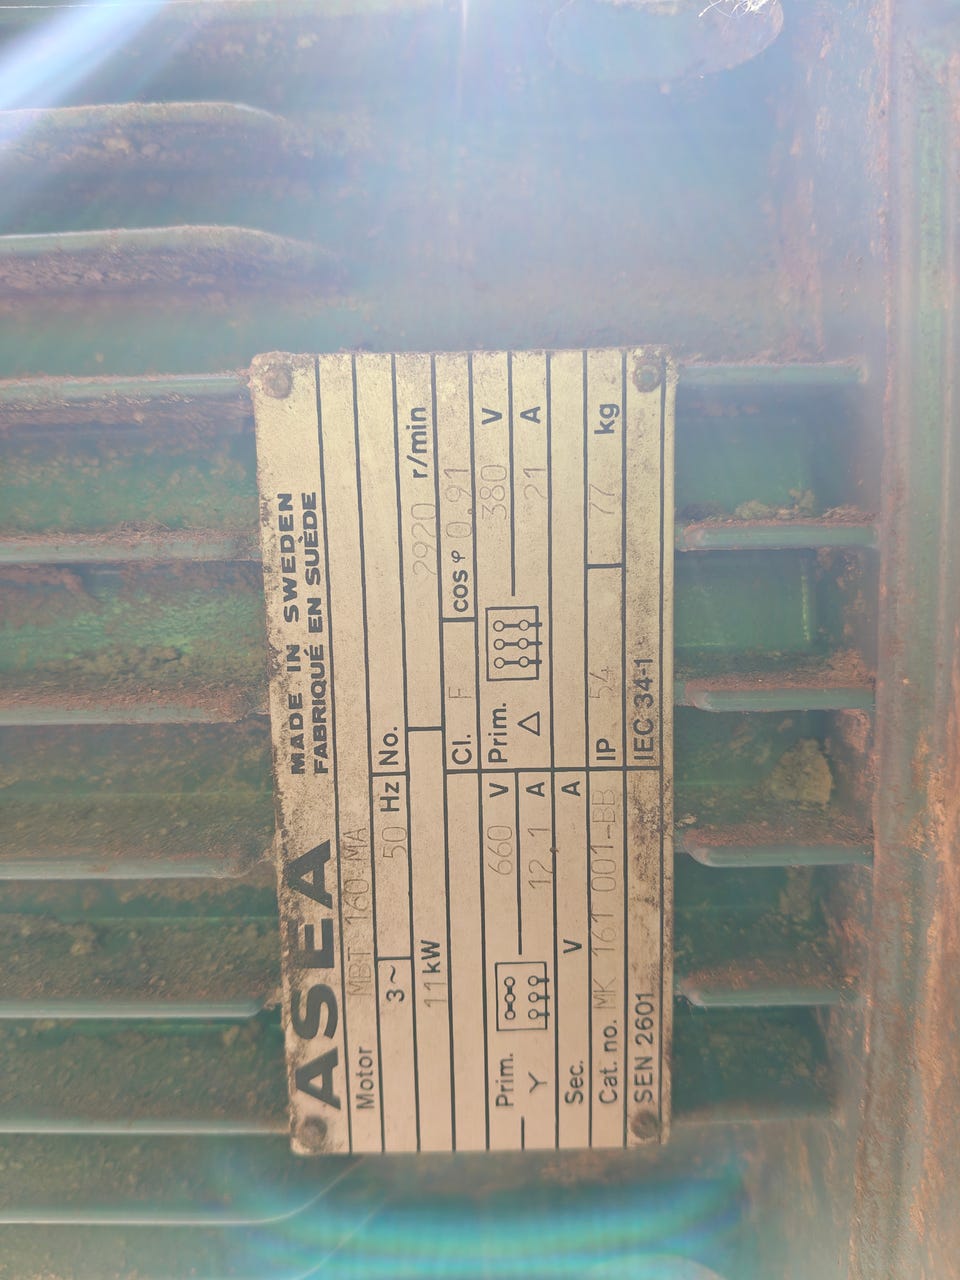 ASEA MADE IN SWEDEN
FABRIQUÉ EN SUÈDE
Motor MBT 160 MA
3~ 50 Hz No.
11 kW 2920 r/min
Cl. F cos φ 0.91
Prim. 660 V Prim. 380 V
Y 12,1 A △ 21 A
Sec. V A
Cat. no. MK 161 001-BB IP 54 77 kg
SEN 2601 IEC 34-1